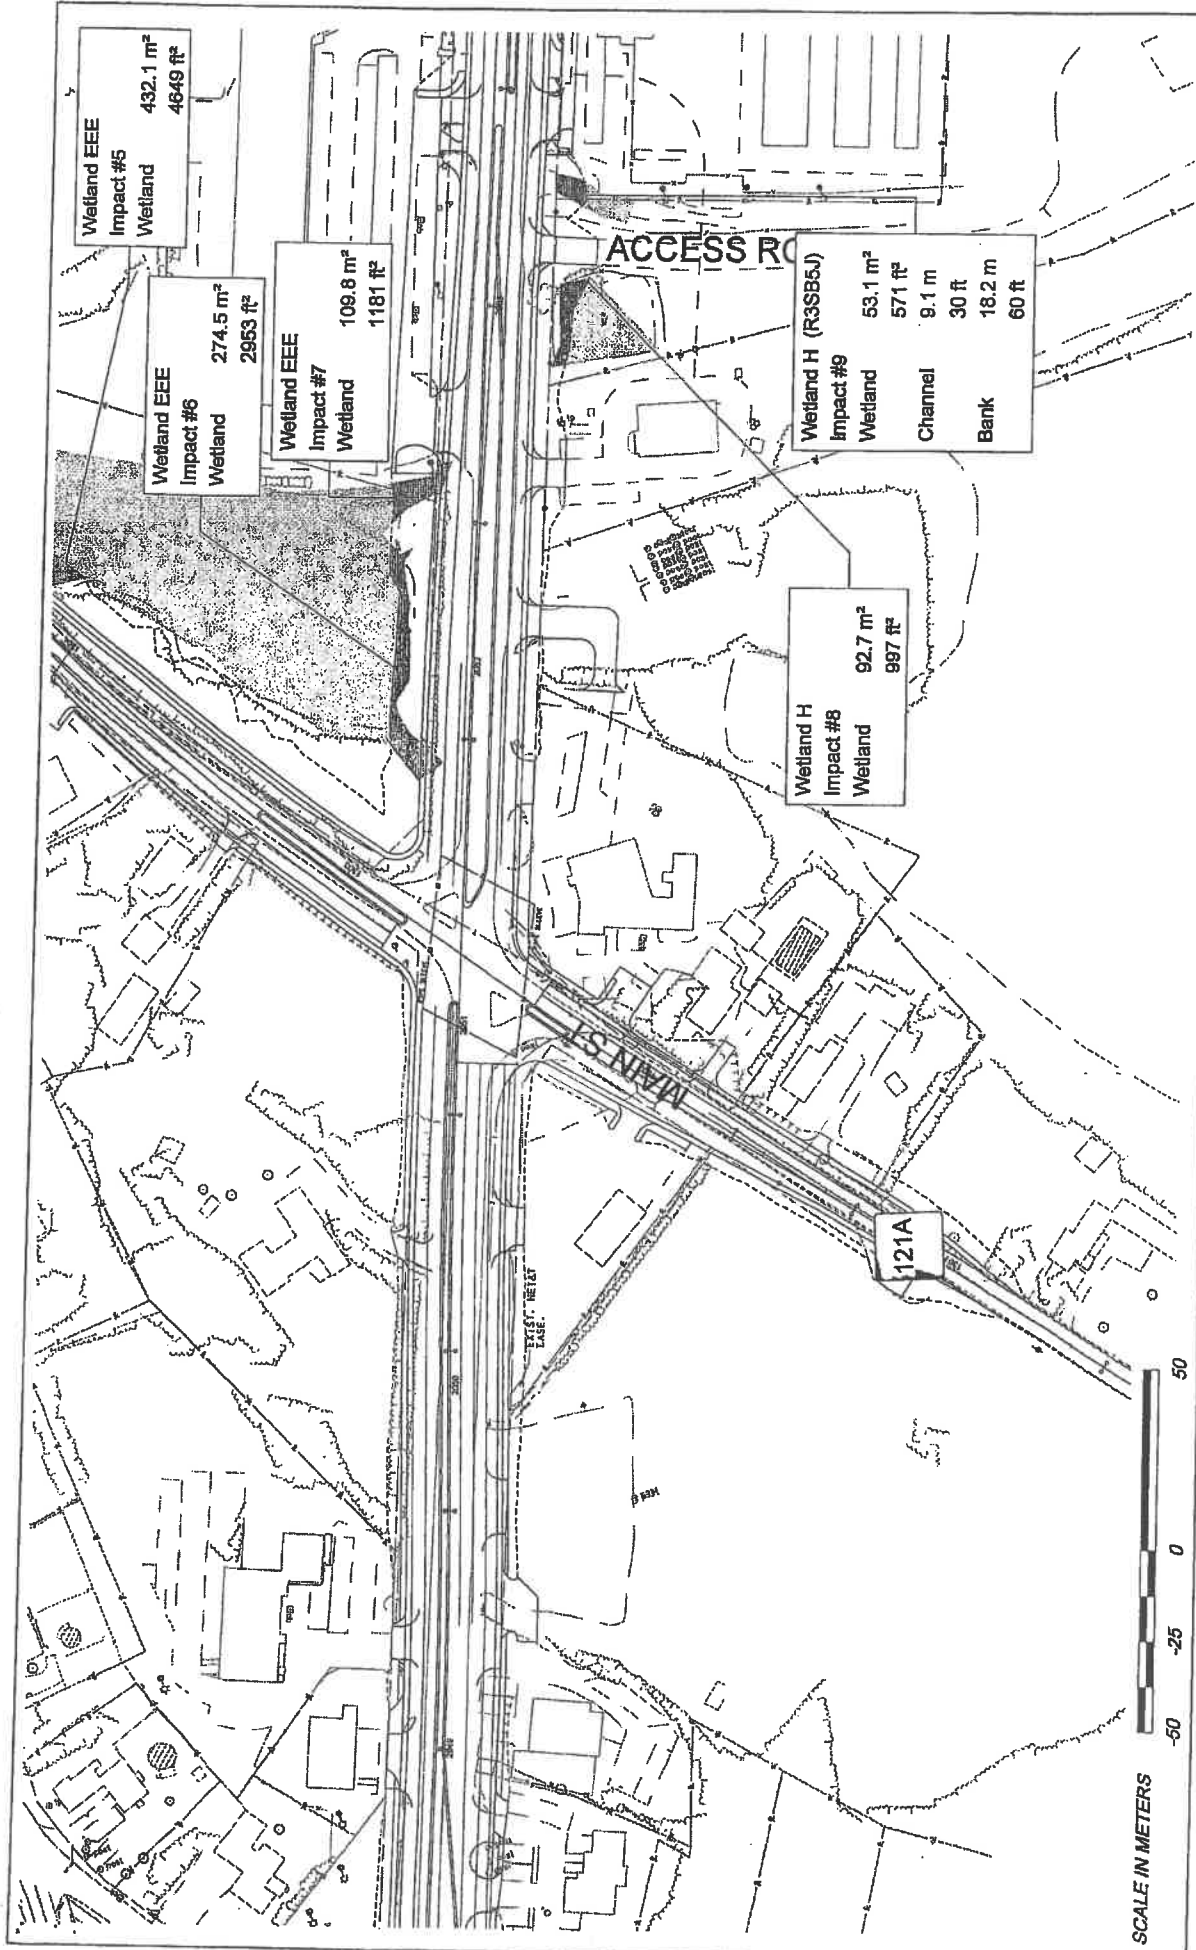 Wetland EEE
Impact #5
Wetland 432.1 m²
4649 ft²
Wetland EEE
Impact #6
Wetland 274.5 m²
2953 ft²
Wetland EEE
Impact #7
Wetland 109.8 m²
1181 ft²
ACCESS RO
Wetland H (R3SB5J)
Impact #9
Wetland 53.1 m²
571 ft²
Channel 9.1 m
30 ft
Bank 18.2 m
60 ft
Wetland H
Impact #8
Wetland 92.7 m²
997 ft²
MAIN ST
121A
EXIST. NET&T
EASE.
SCALE IN METERS
-50 -25 0 50